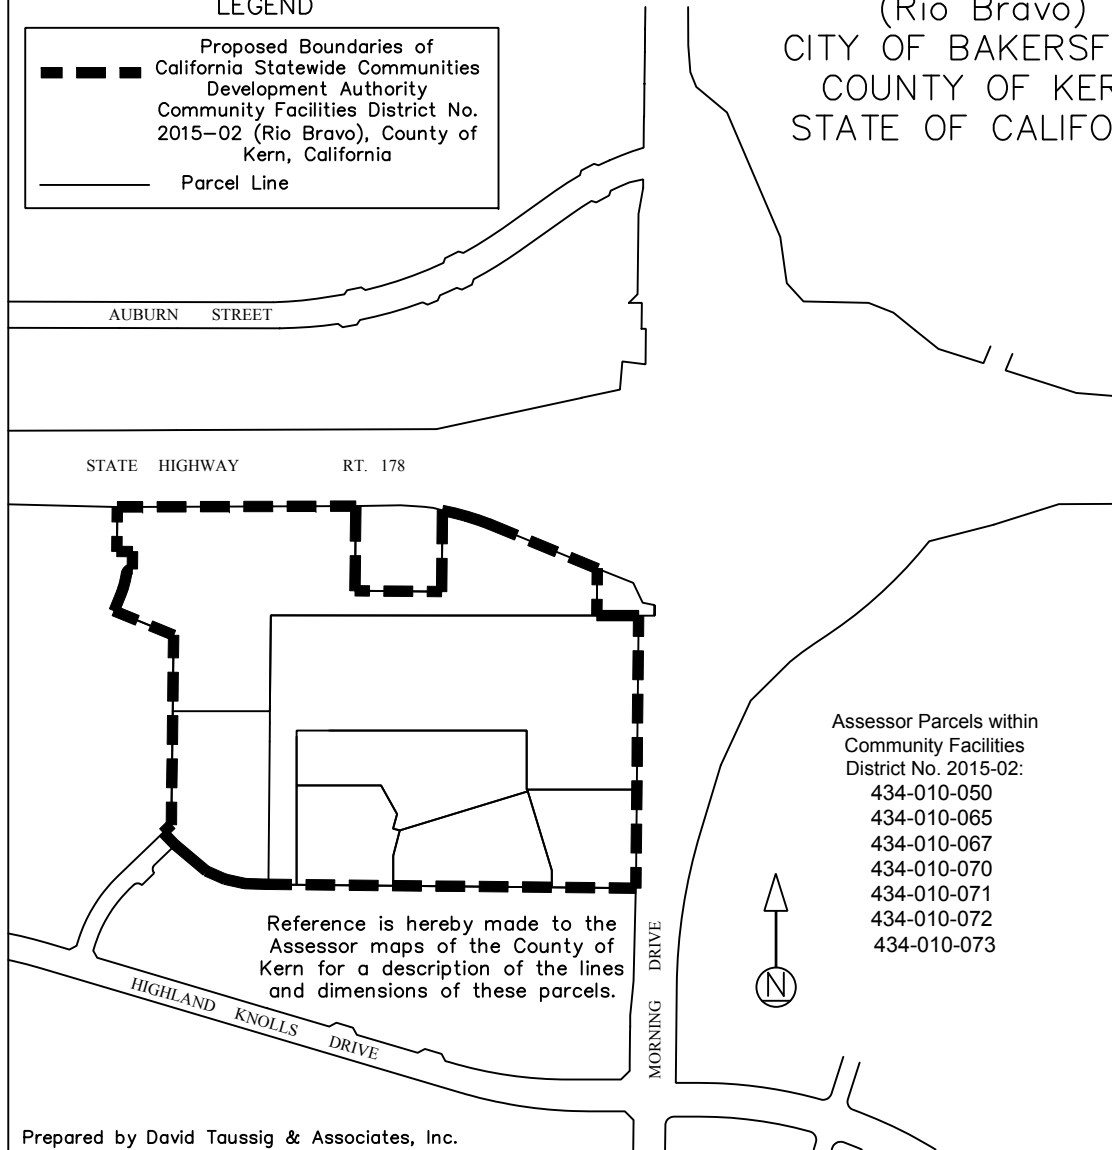 LEGEND
Proposed Boundaries of
California Statewide Communities
Development Authority
Community Facilities District No.
2015-02 (Rio Bravo), County of
Kern, California
Parcel Line
(Rio Bravo)
CITY OF BAKERSF
COUNTY OF KER
STATE OF CALIFO
AUBURN STREET
STATE HIGHWAY RT. 178
Assessor Parcels within
Community Facilities
District No. 2015-02:
434-010-050
434-010-065
434-010-067
434-010-070
434-010-071
434-010-072
434-010-073
Reference is hereby made to the
Assessor maps of the County of
Kern for a description of the lines
and dimensions of these parcels.
MORNING DRIVE
N
HIGHLAND KNOLLS DRIVE
Prepared by David Taussig & Associates, Inc.